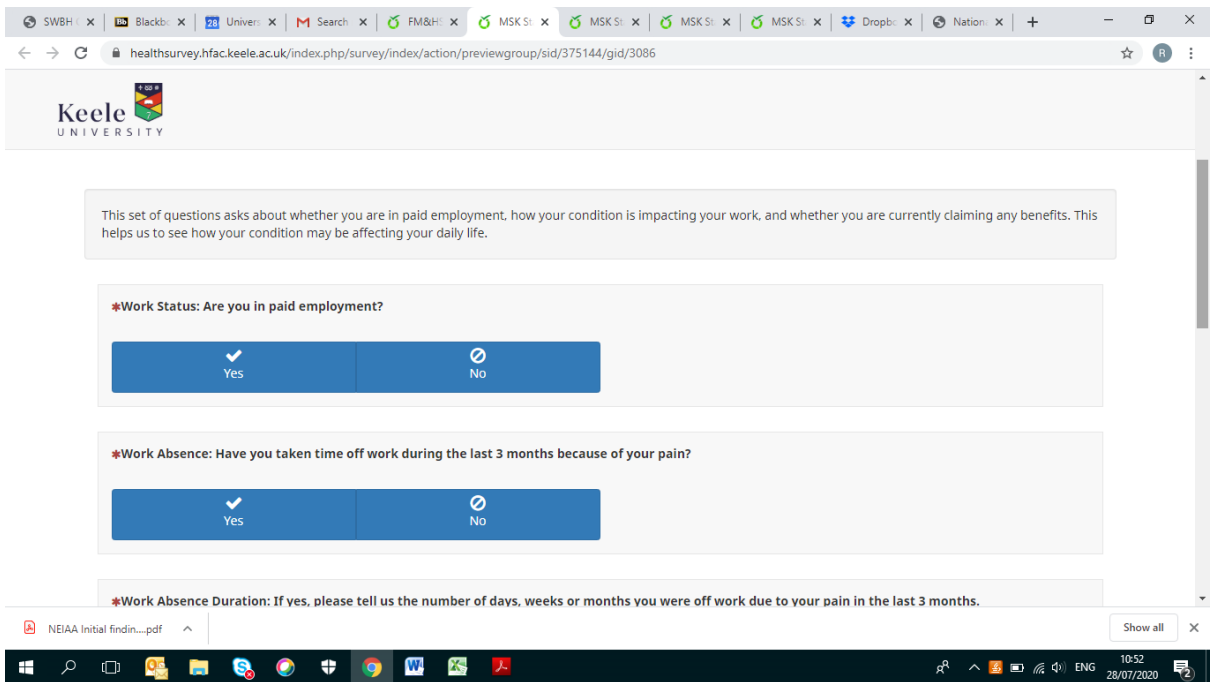 SWBH
Blackbo
28
Univers
Search
FM&HS
MSK St
MSK St
MSK St
MSK St
Dropbo
Nation
healthsurvey.hfac.keele.ac.uk/index.php/survey/index/action/previewgroup/sid/375144/gid/3086
R
Keele
UNIVERSITY
This set of questions asks about whether you are in paid employment, how your condition is impacting your work, and whether you are currently claiming any benefits. This
helps us to see how your condition may be affecting your daily life.
*Work Status: Are you in paid employment?
Yes
No
*Work Absence: Have you taken time off work during the last 3 months because of your pain?
Yes
No
*Work Absence Duration: If yes, please tell us the number of days, weeks or months you were off work due to your pain in the last 3 months.
NEIAA Initial findin....pdf
Show all
ENG
10:52
28/07/2020
2